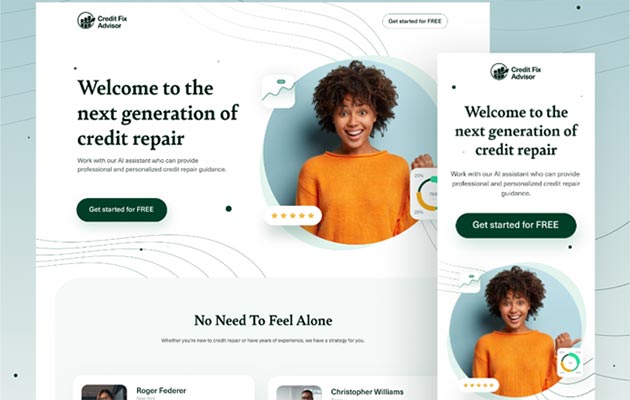 Credit Fix
Advisor
Get started for FREE
Welcome to the
next generation of
credit repair
Work with our AI assistant who can provide
professional and personalized credit repair guidance.
Get started for FREE
20%
No Need To Feel Alone
Whether you're new to credit repair or have years of experience, we have a strategy for you.
Roger Federer
New York
Christopher Williams
Credit Fix
Advisor
Welcome to the
next generation of
credit repair
Work with our AI assistant who can provide
professional and personalized credit repair
guidance.
Get started for FREE